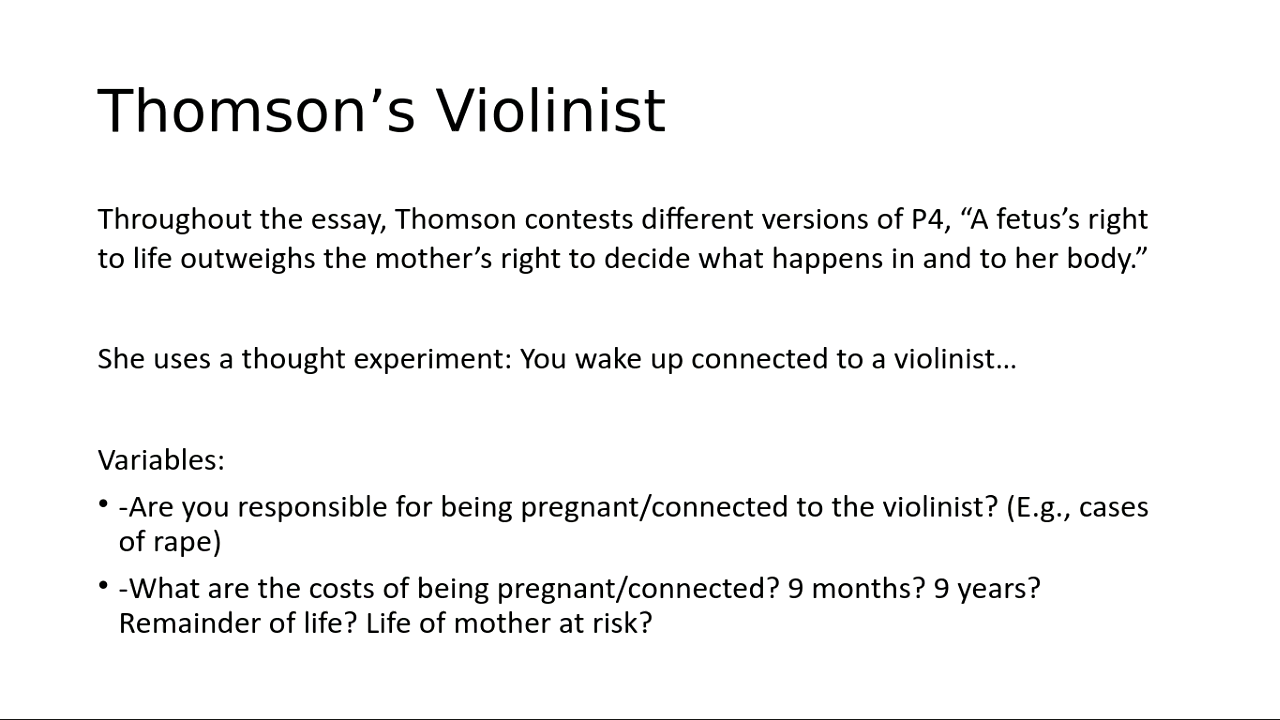 Thomson’s Violinist
Throughout the essay, Thomson contests different versions of P4, “A fetus’s right
to life outweighs the mother’s right to decide what happens in and to her body.”
She uses a thought experiment: You wake up connected to a violinist…
Variables:
• -Are you responsible for being pregnant/connected to the violinist? (E.g., cases
of rape)
• -What are the costs of being pregnant/connected? 9 months? 9 years?
Remainder of life? Life of mother at risk?